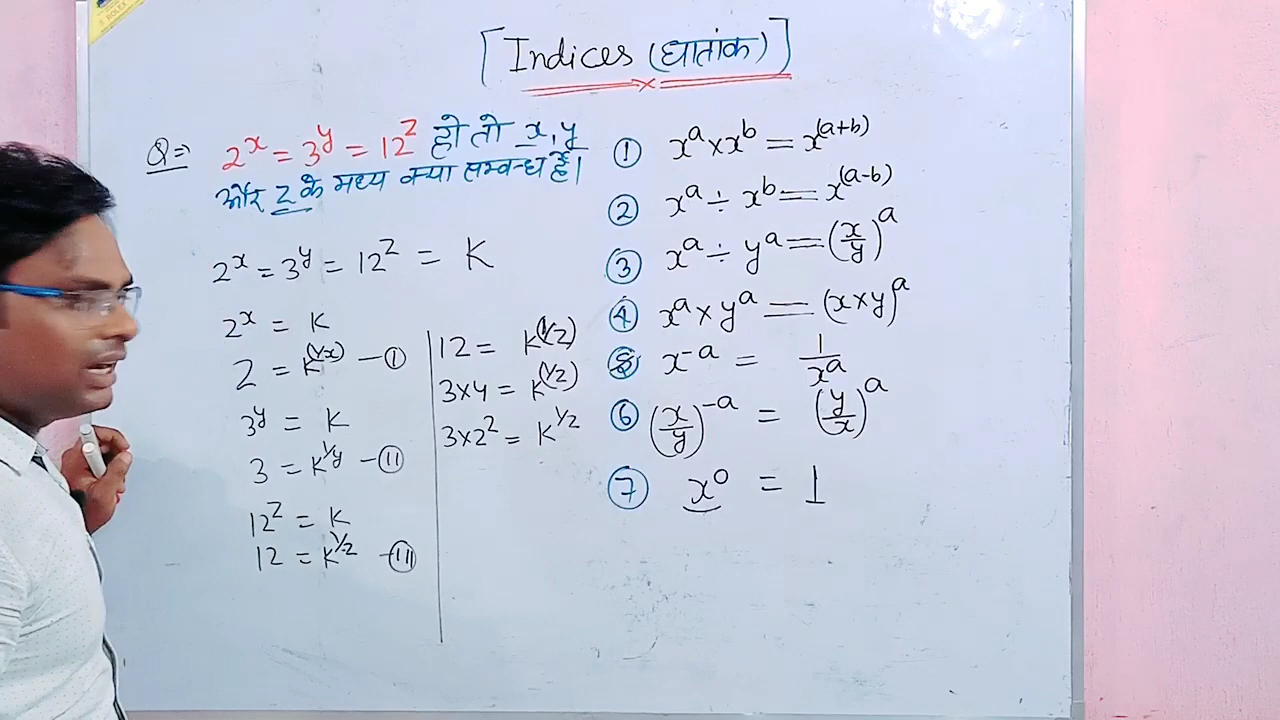 ROLEX
[Indices (घातांक)]
Q⇒ 2^x = 3^y = 12^z हो तो x, y
और z के मध्य क्या सम्बन्ध हैं।
2^x = 3^y = 12^z = K
2^x = K
2 = K^(1/x) — (I)
3^y = K
3 = K^1/y — (II)
12^z = K
12 = K^1/z — (III)
12 = K^(1/z)
3×4 = K^(1/z)
3×2^2 = K^1/z
① x^a × x^b = x^(a+b)
② x^a ÷ x^b = x^(a-b)
③ x^a ÷ y^a = (x/y)^a
④ x^a × y^a = (x×y)^a
⑤ x^-a = 1/x^a
⑥ (x/y)^-a = (y/x)^a
⑦ x^0 = 1